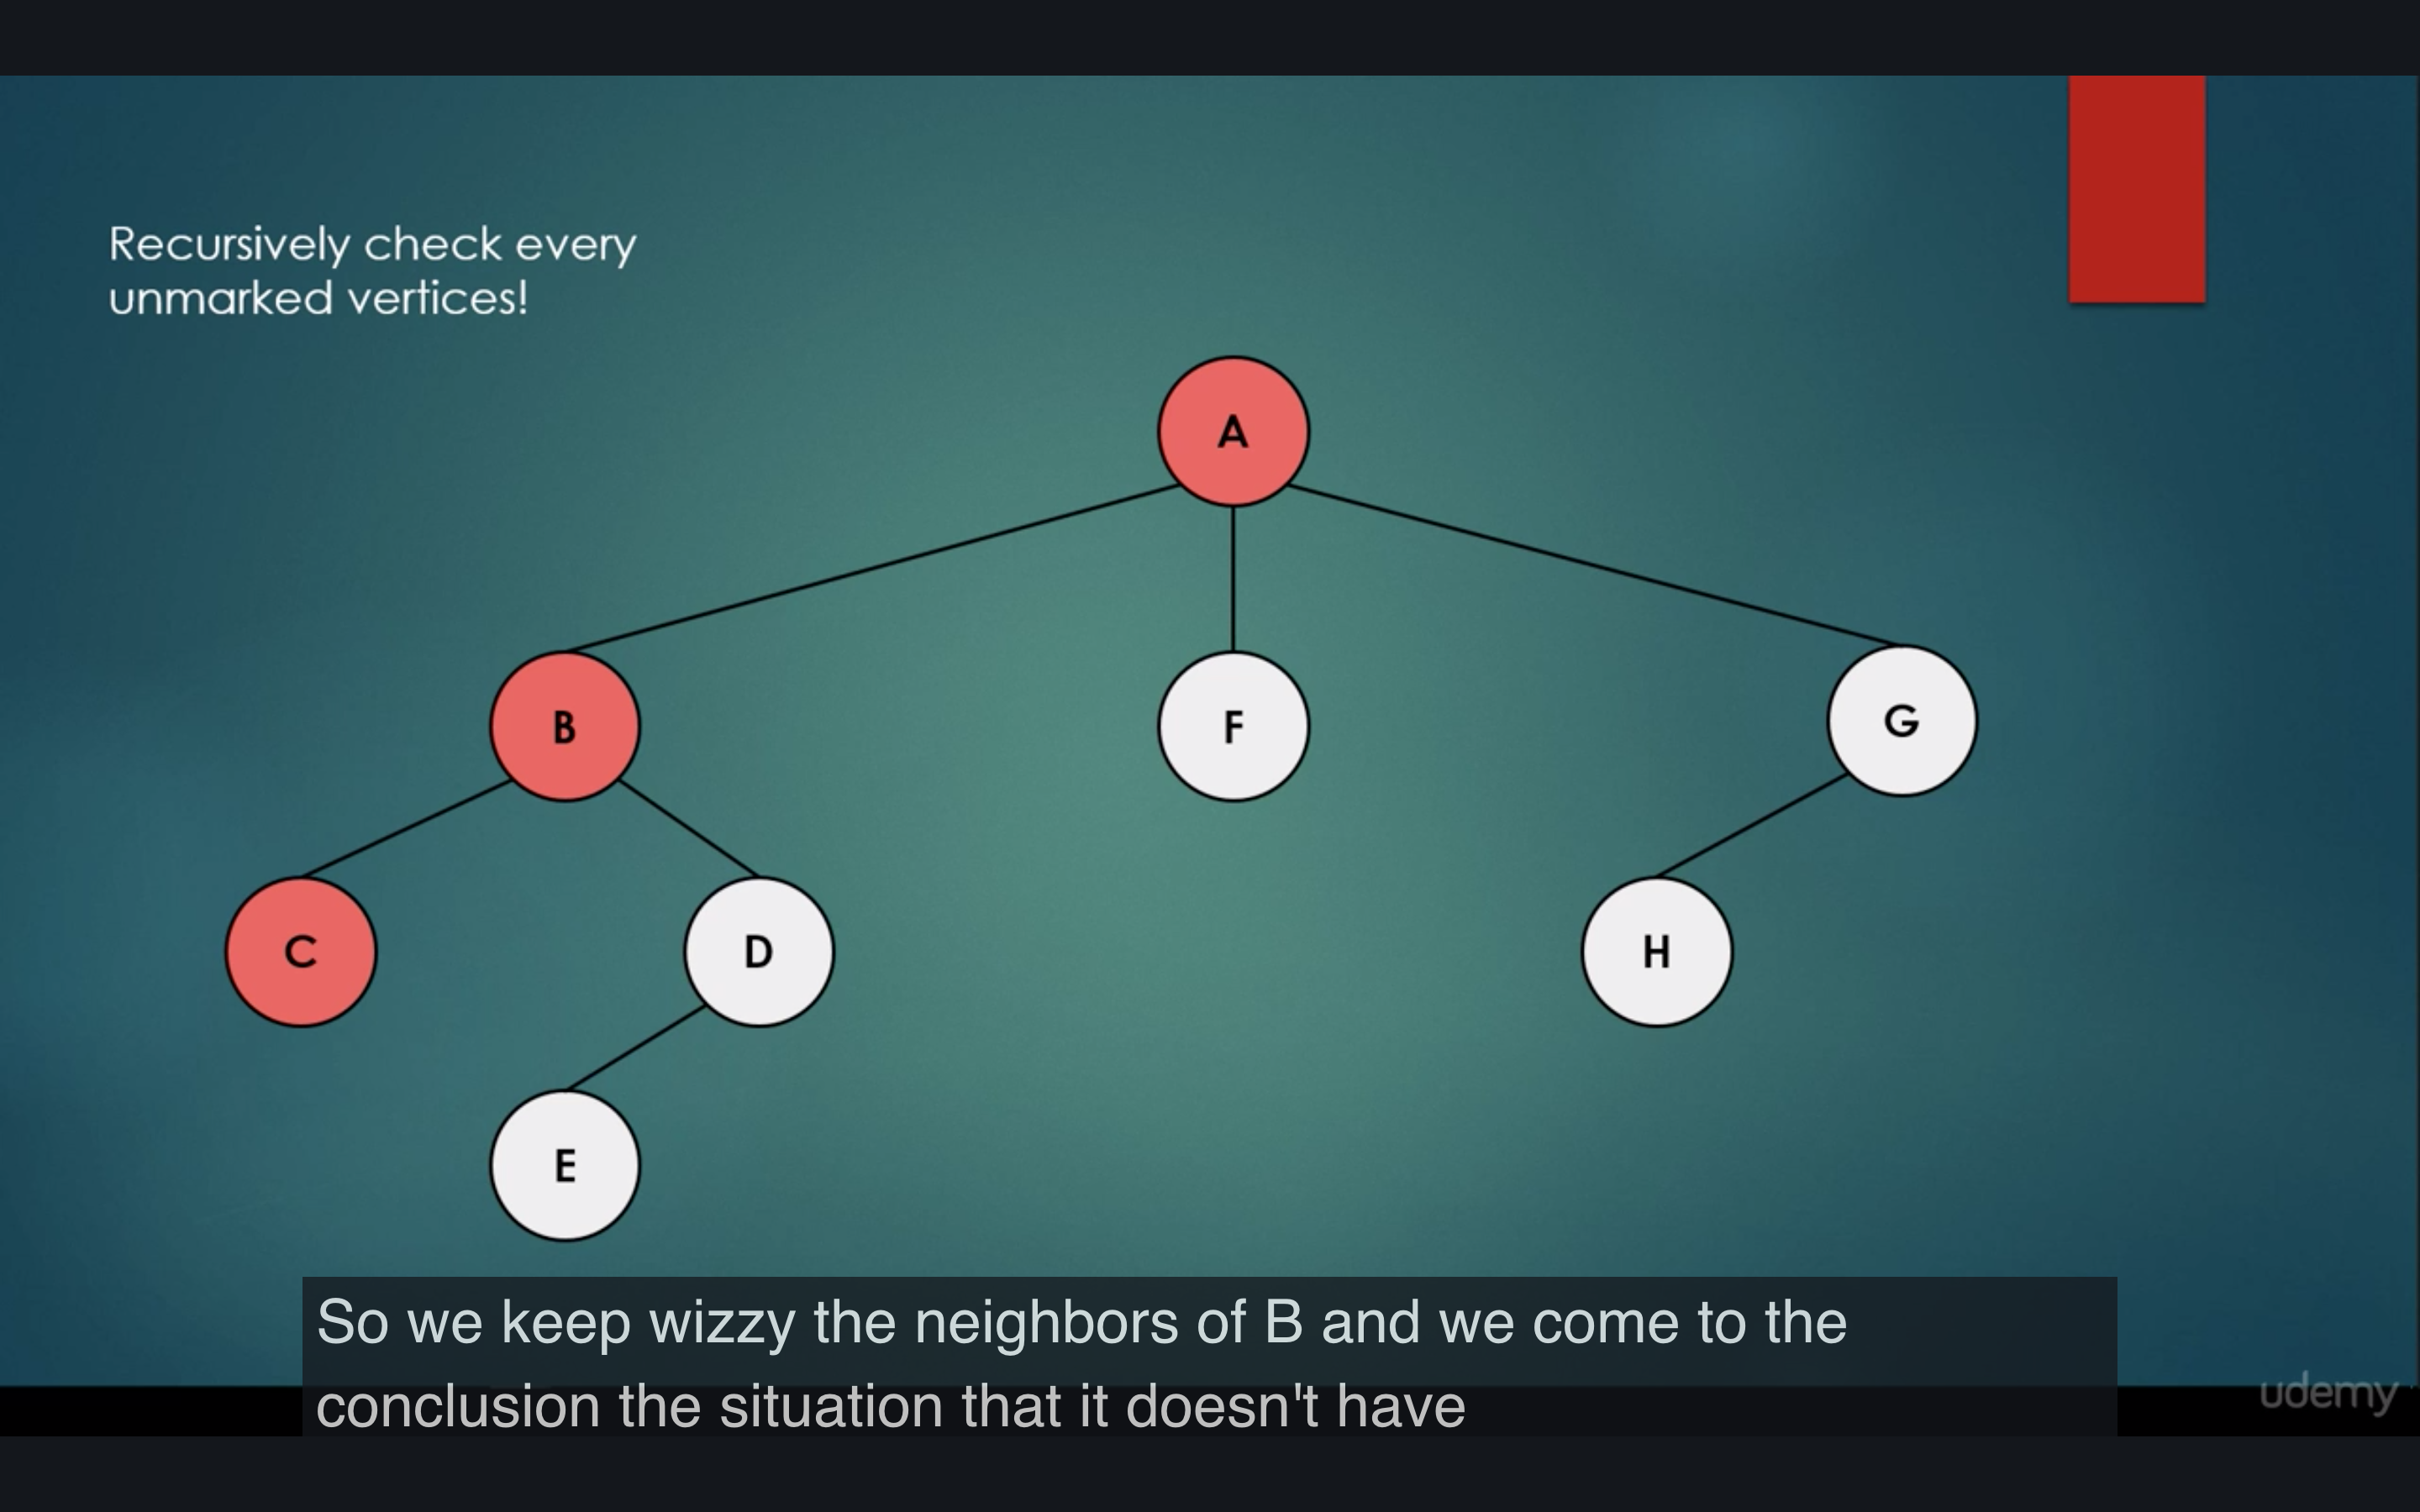 Recursively check every
unmarked vertices!
A
B
F
G
C
D
H
E
So we keep wizzy the neighbors of B and we come to the
conclusion the situation that it doesn't have
udemy